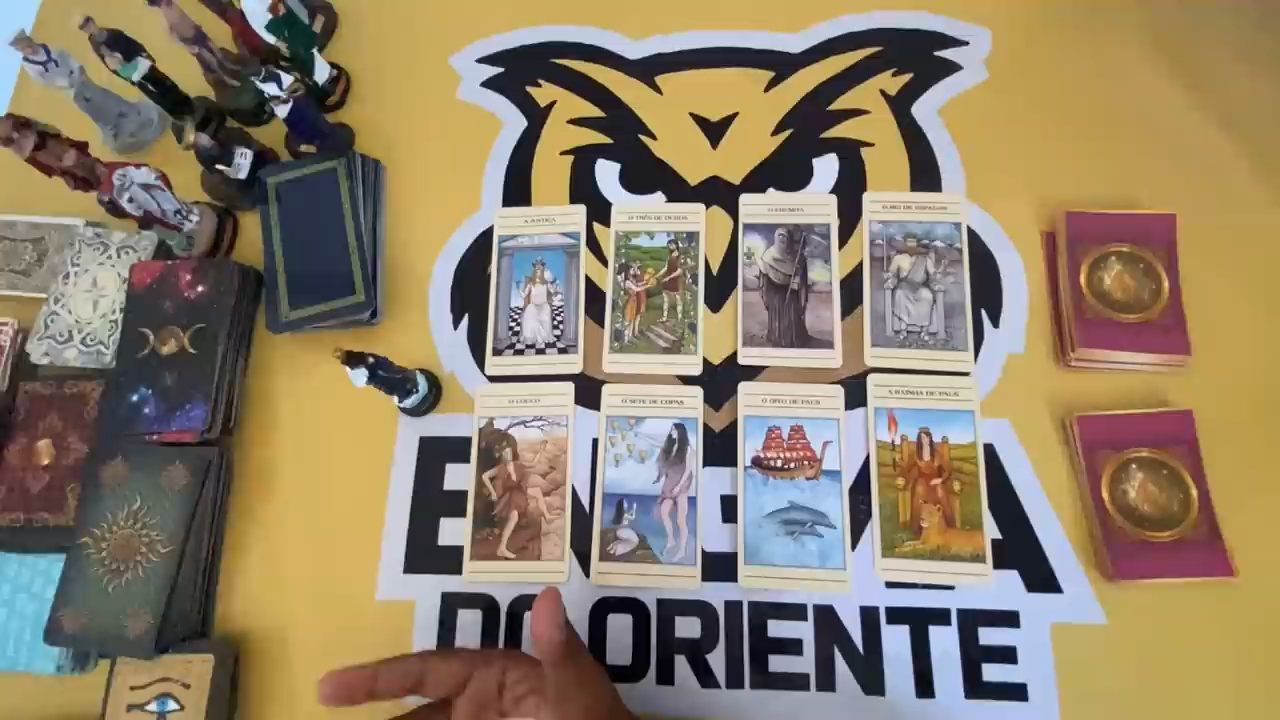 A JUSTIÇA
O TRÊS DE OUROS
O EREMITA
O REI DE ESPADAS
O LOUCO
O SETE DE COPAS
O OITO DE PAUS
A RAINHA DE PAUS
DO ORIENTE